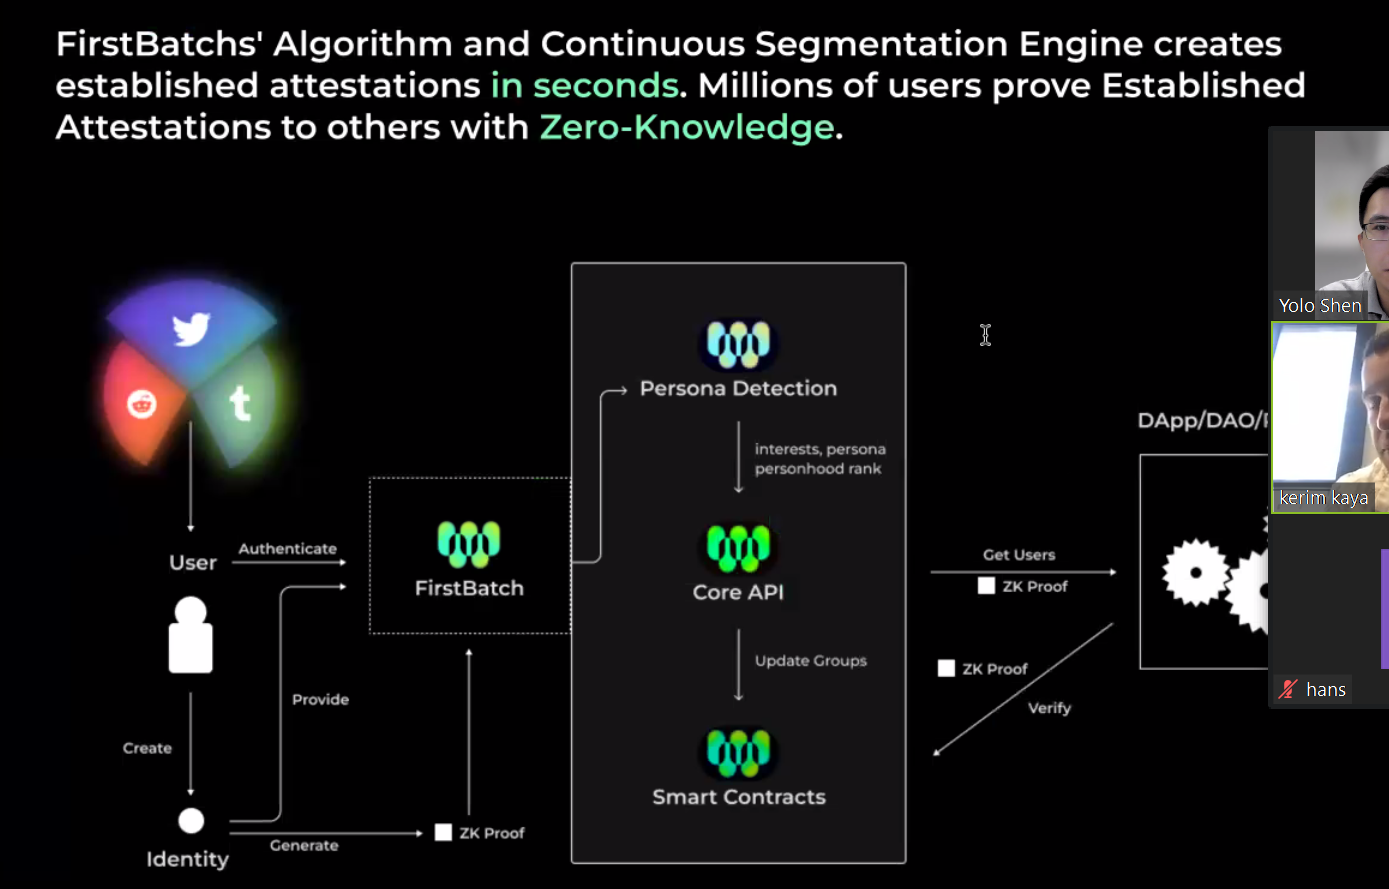 FirstBatchs' Algorithm and Continuous Segmentation Engine creates
established attestations in seconds. Millions of users prove Established
Attestations to others with Zero-Knowledge.
Yolo Shen
t
Persona Detection
DApp/DAO/
interests, persona
personhood rank
kerim kaya
User
Authenticate
FirstBatch
Core API
Get Users
ZK Proof
Update Groups
ZK Proof
Verify
hans
Provide
Create
Smart Contracts
ZK Proof
Generate
Identity